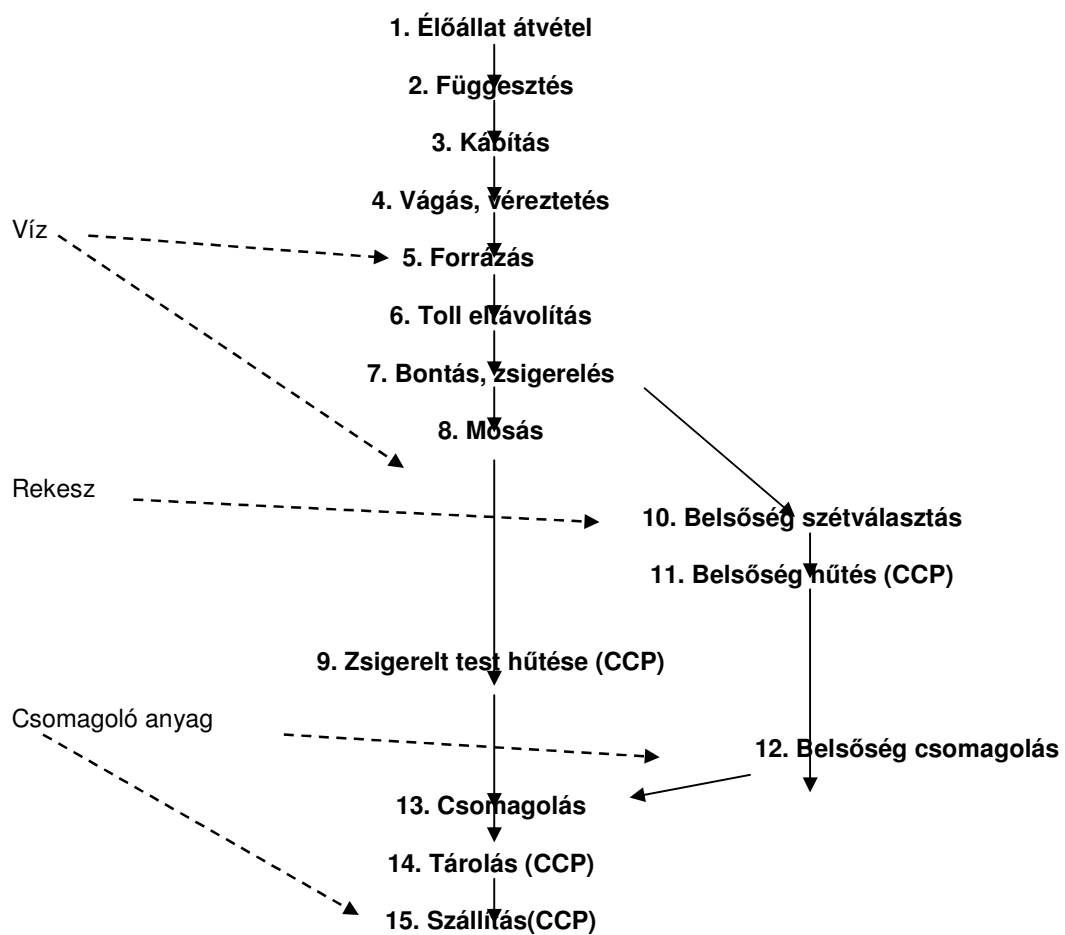 1. Élőállat átvétel
2. Függesztés
3. Kábítás
4. Vágás, véreztetés
Víz
5. Forrázás
6. Toll eltávolítás
7. Bontás, zsigerelés
8. Mosás
Rekesz
10. Belsőség szétválasztás
11. Belsőség hűtés (CCP)
9. Zsigerelt test hűtése (CCP)
Csomagoló anyag
12. Belsőség csomagolás
13. Csomagolás
14. Tárolás (CCP)
15. Szállítás(CCP)